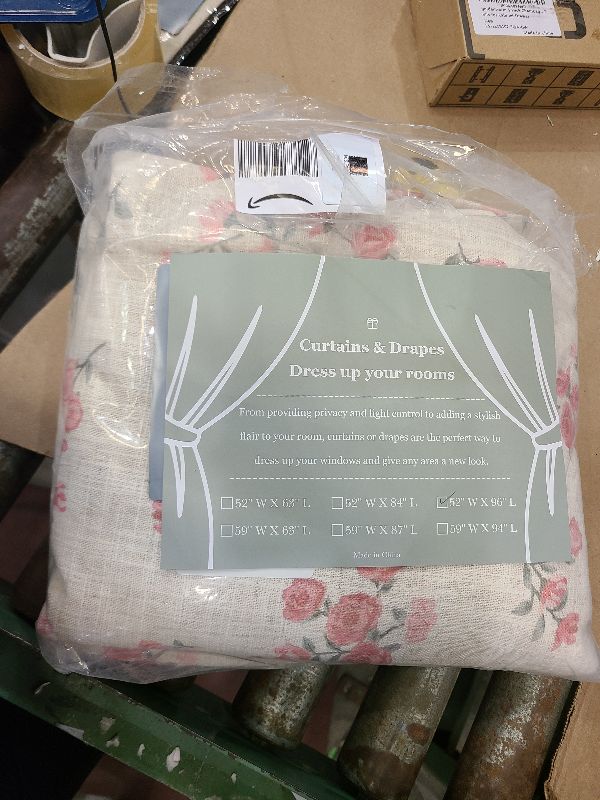 Curtains & Drapes
Dress up your rooms
From providing privacy and light control to adding a stylish
flair to your room, curtains or drapes are the perfect way to
dress up your windows and give any area a new look.
52" W X 63" L 52" W X 84" L 52" W X 96" L
59" W X 63" L 59" W X 87" L 59" W X 94" L
Made in China